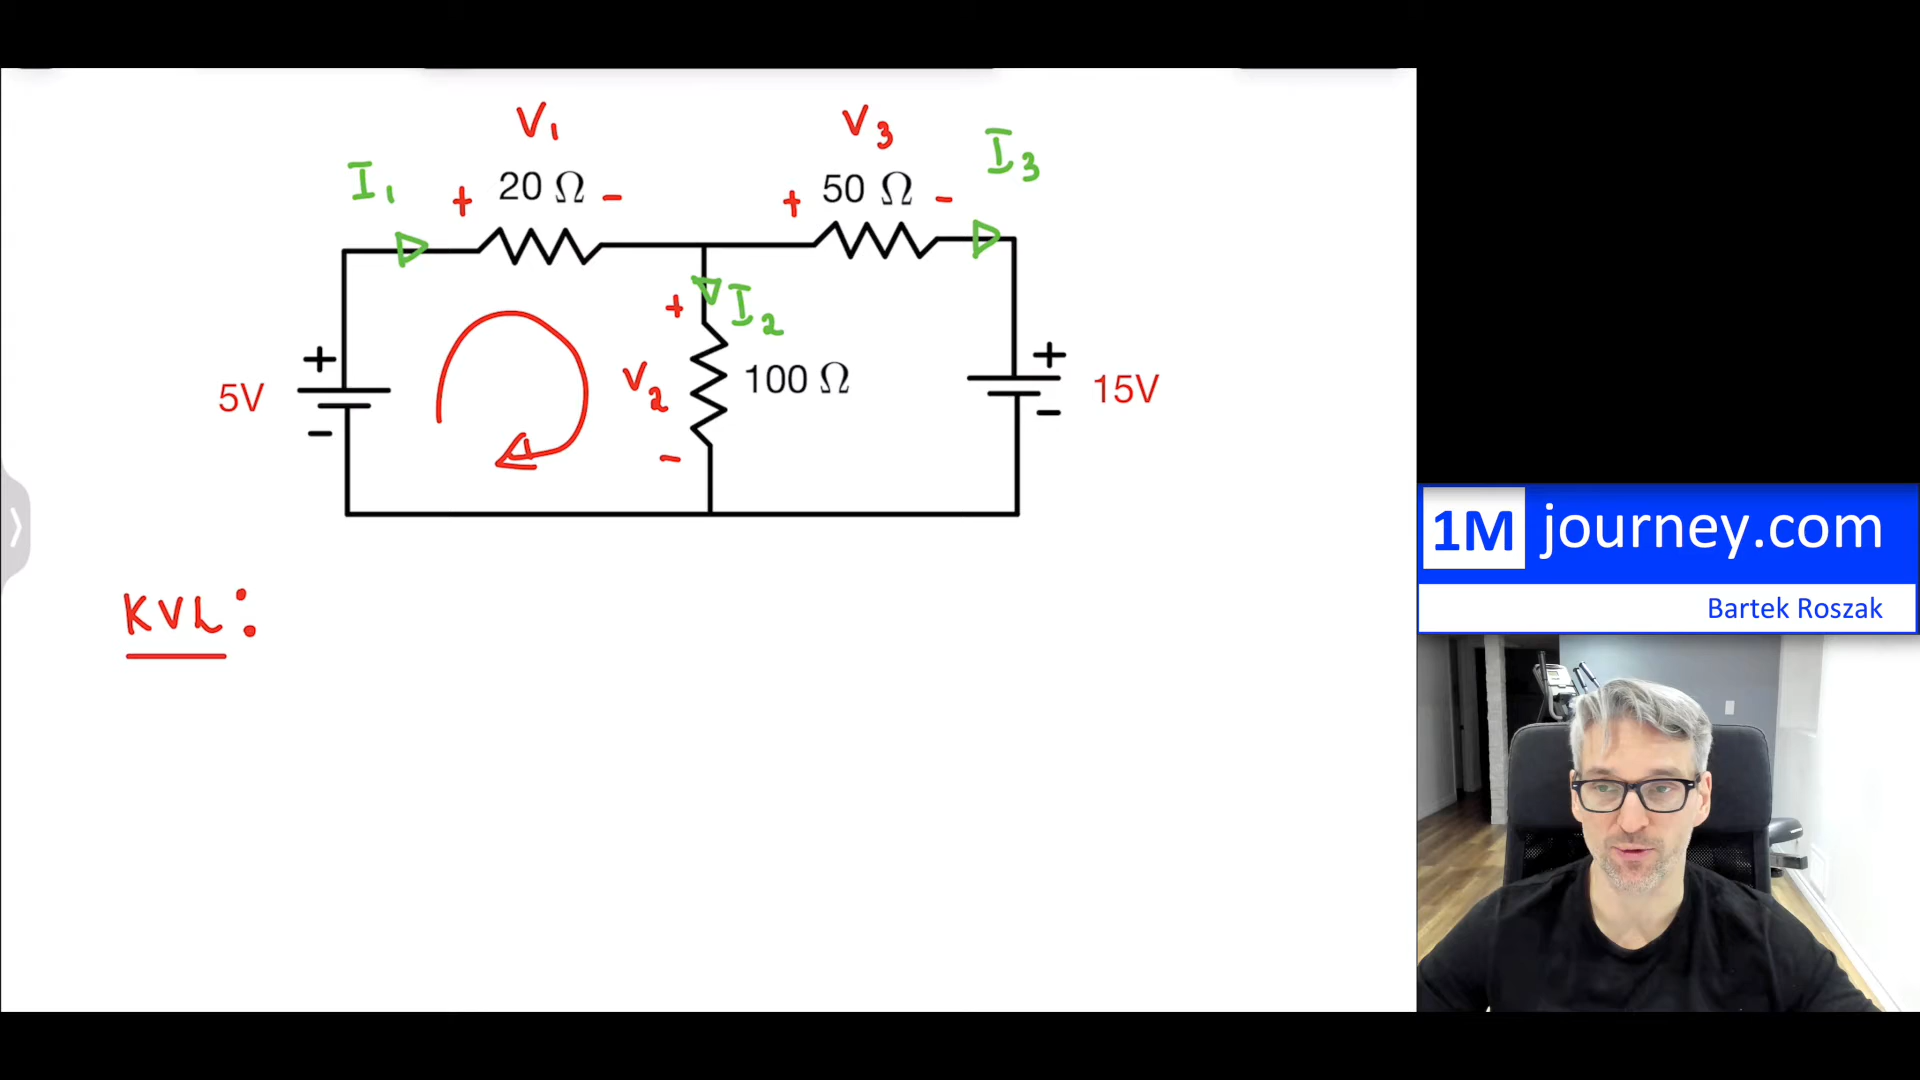 V₁
V₃
I₁
I₃
+ 20 Ω -
+ 50 Ω -
+ I₂
+
5V
-
V₂
100 Ω
-
+
15V
-
KVL:
1M journey.com
Bartek Roszak